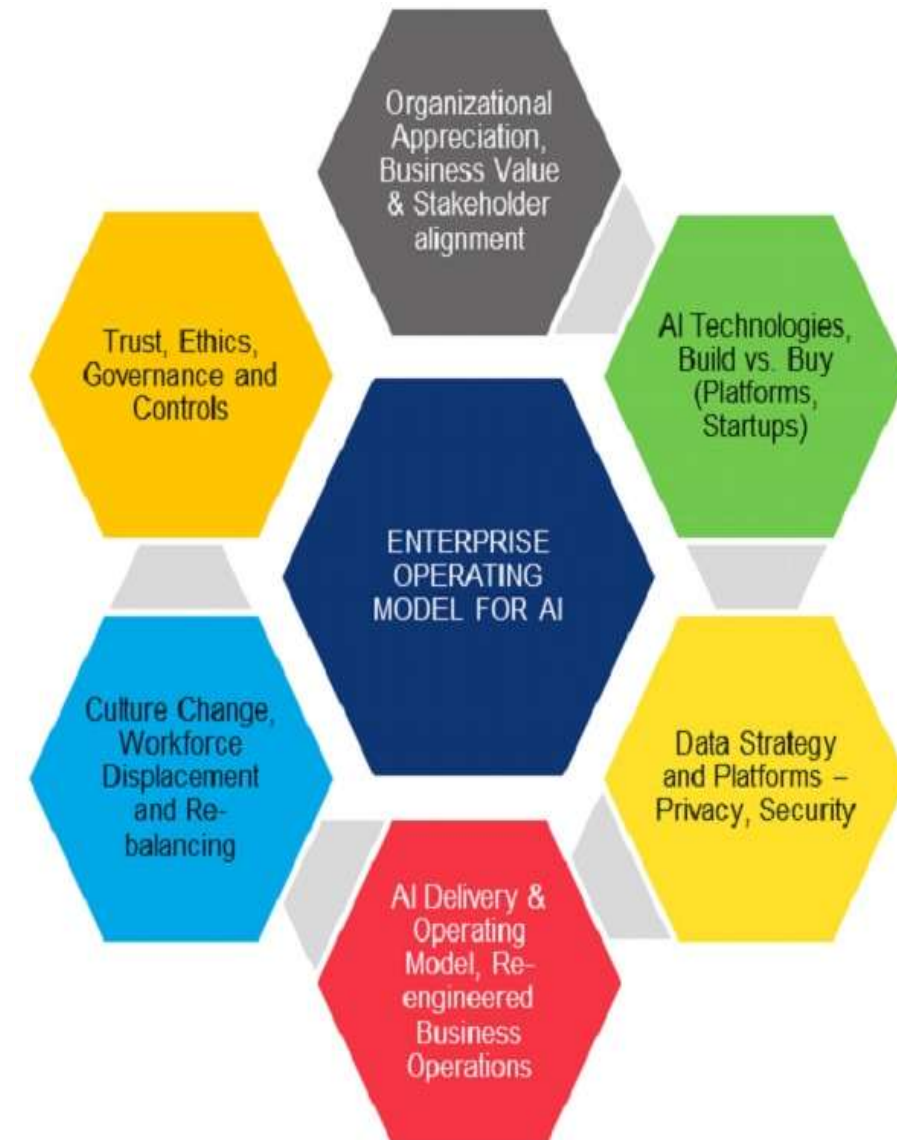 Organizational
Appreciation,
Business Value
& Stakeholder
alignment
AI Technologies,
Build vs. Buy
(Platforms,
Startups)
Data Strategy
and Platforms –
Privacy, Security
AI Delivery &
Operating
Model, Re-
engineered
Business
Operations
Culture Change,
Workforce
Displacement
and Re-
balancing
Trust, Ethics,
Governance and
Controls
ENTERPRISE
OPERATING
MODEL FOR AI